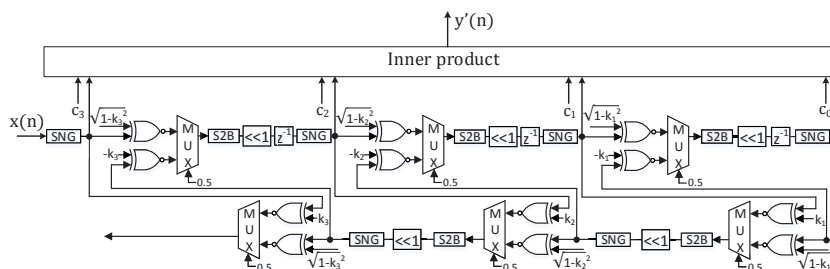 y'(n)
Inner product
c₃ √1-k₃² c₂ √1-k₂² c₁ √1-k₁² c₀
x(n) SNG MUX S2B <<1 z⁻¹ SNG MUX S2B <<1 z⁻¹ SNG MUX S2B <<1 z⁻¹ SNG
-k₃ -k₂ -k₁
0.5 0.5 0.5
MUX k₃ MUX k₂ MUX k₁
SNG <<1 S2B SNG <<1 S2B
0.5 √1-k₃² 0.5 √1-k₂² 0.5